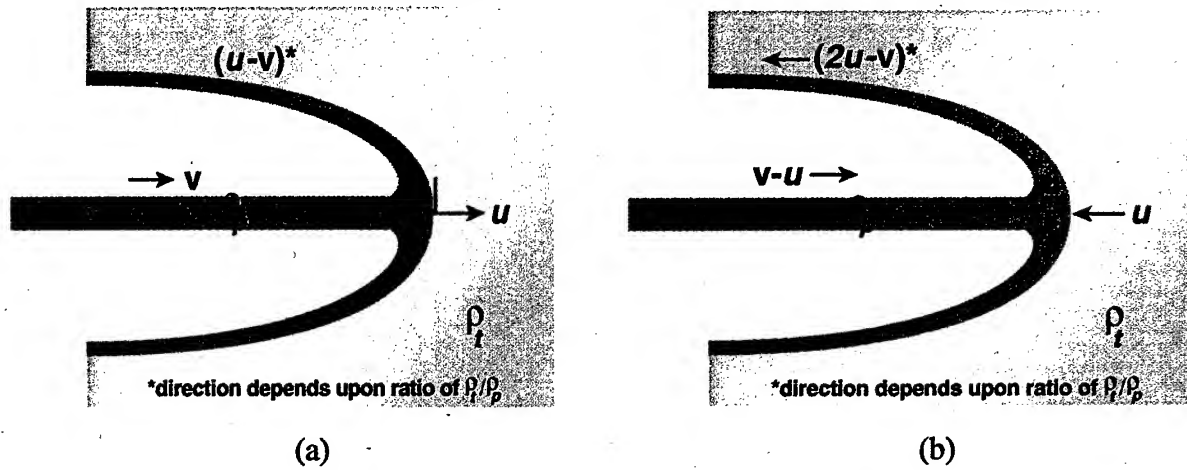 (u-v)*
v
u
ρt
*direction depends upon ratio of ρt/ρp
(a)
(2u-v)*
v-u
u
ρt
*direction depends upon ratio of ρt/ρp
(b)